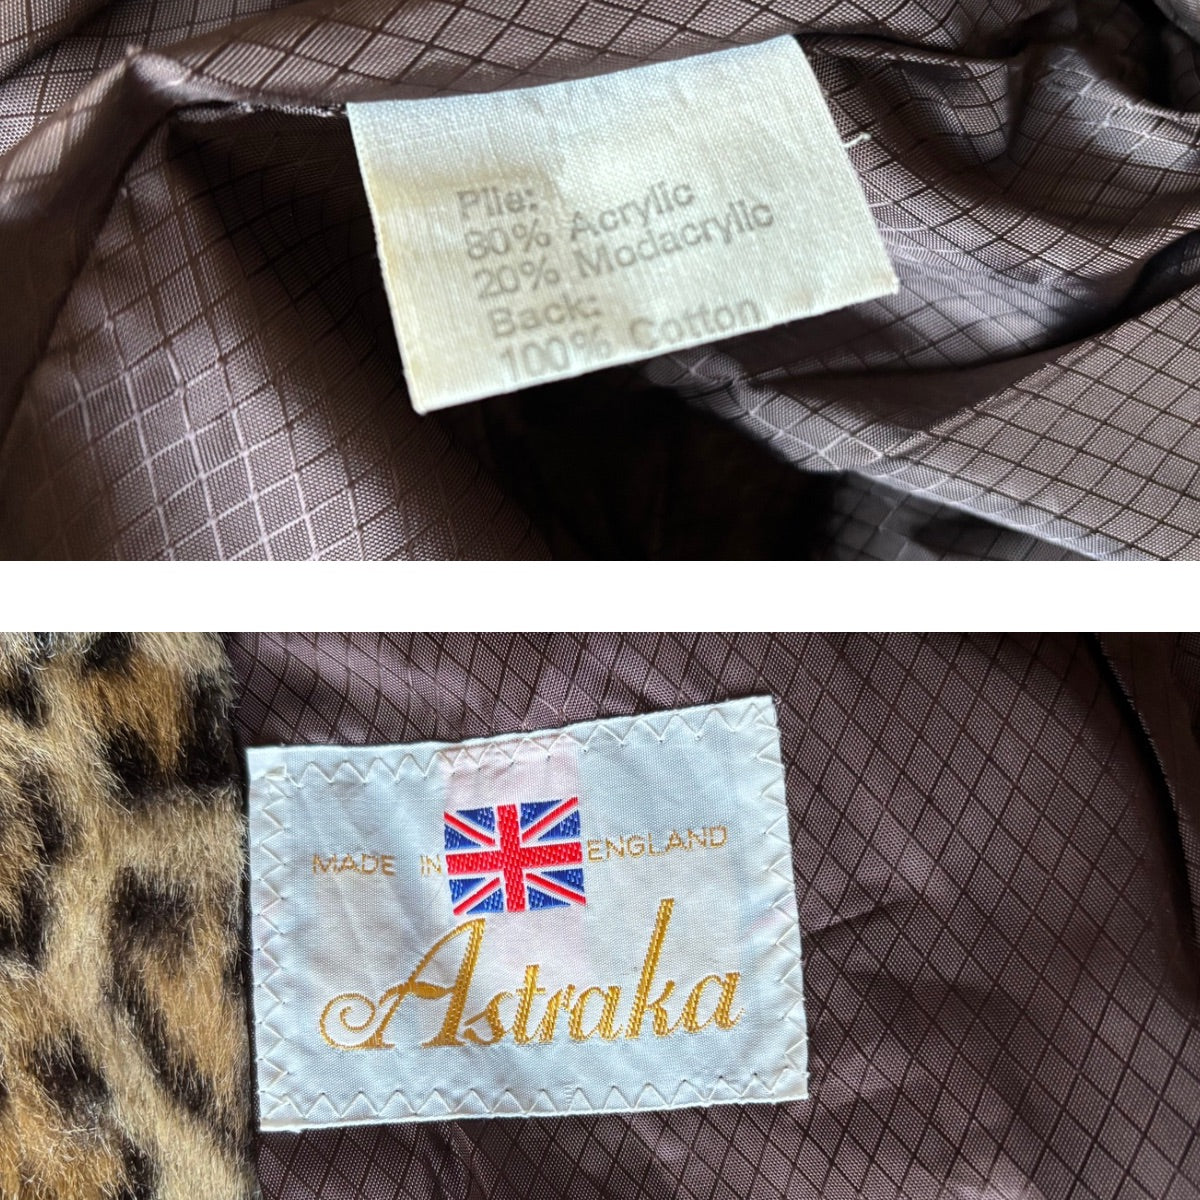 Pile:
80% Acrylic
20% Modacrylic
Back:
100% Cotton
MADE IN ENGLAND
Astraka